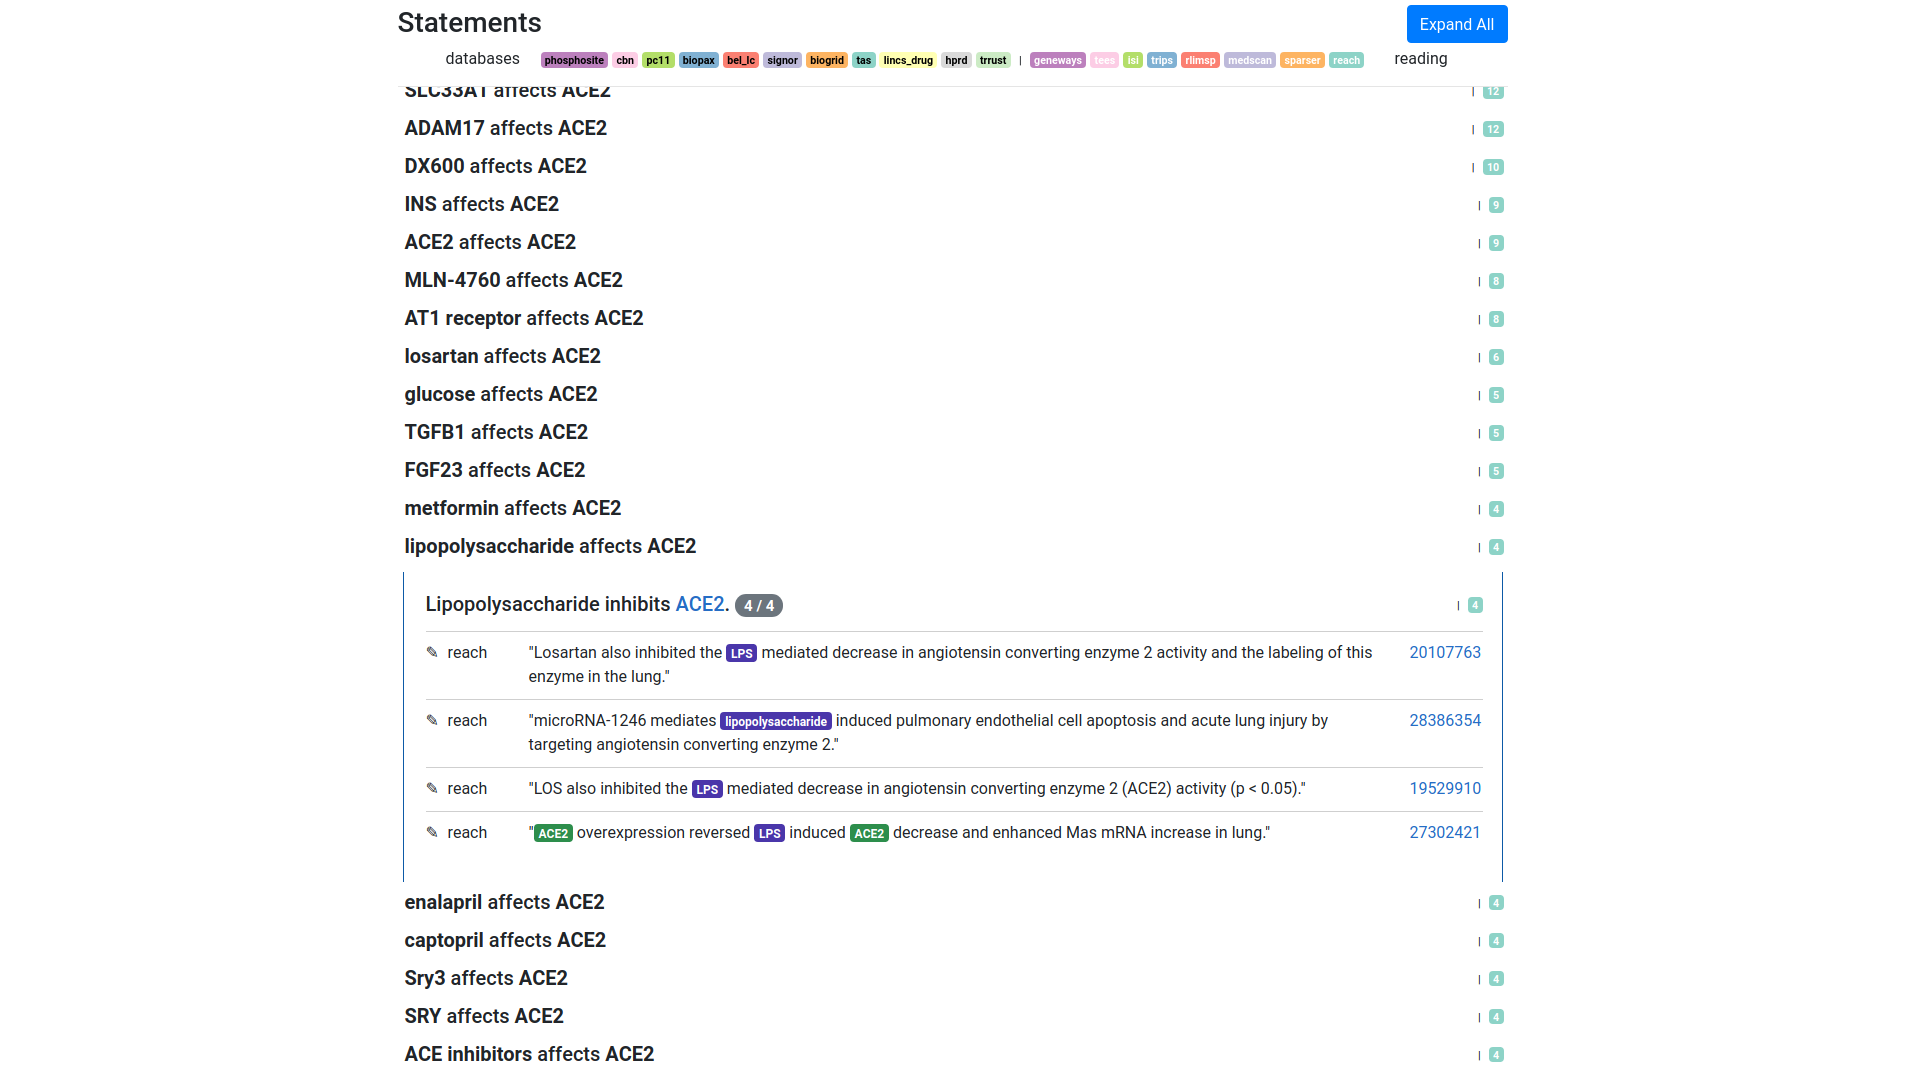 Statements
Expand All
databases phosphosite cbn pc11 biopax bel_lc signor biogrid tas lincs_drug hprd trrust | geneways tees isi trips rlimsp medscan sparser reach reading
SLC33A1 affects ACE2 | 12
ADAM17 affects ACE2 | 12
DX600 affects ACE2 | 10
INS affects ACE2 | 9
ACE2 affects ACE2 | 9
MLN-4760 affects ACE2 | 8
AT1 receptor affects ACE2 | 8
losartan affects ACE2 | 6
glucose affects ACE2 | 5
TGFB1 affects ACE2 | 5
FGF23 affects ACE2 | 5
metformin affects ACE2 | 4
lipopolysaccharide affects ACE2 | 4
Lipopolysaccharide inhibits ACE2. 4 / 4 | 4
✎ reach "Losartan also inhibited the LPS mediated decrease in angiotensin converting enzyme 2 activity and the labeling of this 20107763
enzyme in the lung."
✎ reach "microRNA-1246 mediates lipopolysaccharide induced pulmonary endothelial cell apoptosis and acute lung injury by 28386354
targeting angiotensin converting enzyme 2."
✎ reach "LOS also inhibited the LPS mediated decrease in angiotensin converting enzyme 2 (ACE2) activity (p < 0.05)." 19529910
✎ reach "ACE2 overexpression reversed LPS induced ACE2 decrease and enhanced Mas mRNA increase in lung." 27302421
enalapril affects ACE2 | 4
captopril affects ACE2 | 4
Sry3 affects ACE2 | 4
SRY affects ACE2 | 4
ACE inhibitors affects ACE2 | 4